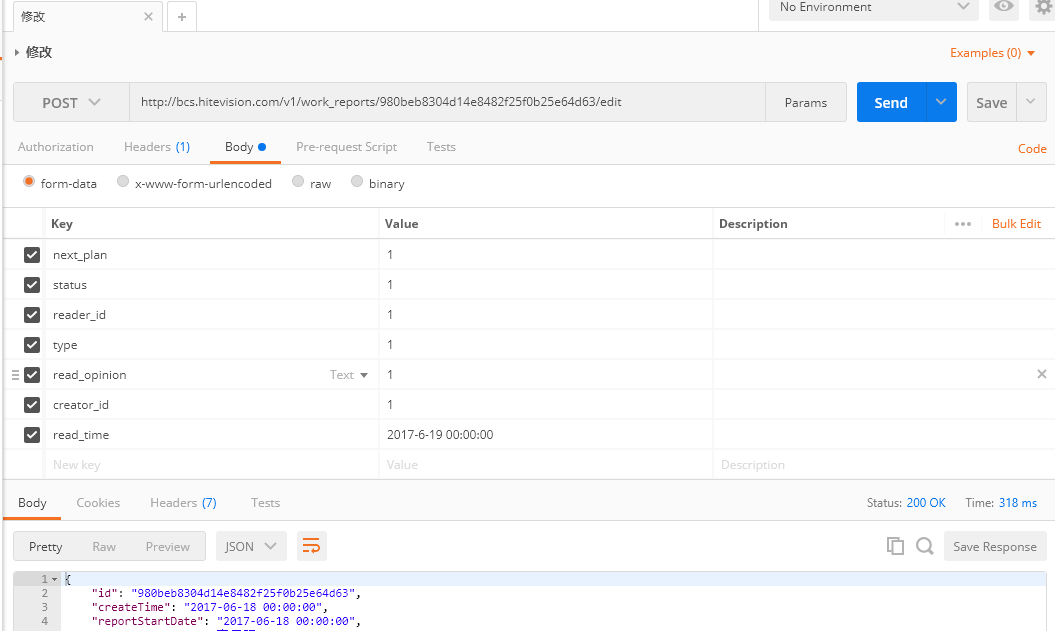 修改
No Environment
修改
Examples (0)
POST
http://bcs.hitevision.com/v1/work_reports/980beb8304d14e8482f25f0b25e64d63/edit
Params
Send
Save
Authorization
Headers (1)
Body
Pre-request Script
Tests
Code
form-data
x-www-form-urlencoded
raw
binary
Key
Value
Description
Bulk Edit
next_plan
1
status
1
reader_id
1
type
1
read_opinion
Text
1
creator_id
1
read_time
2017-6-19 00:00:00
New key
Value
Description
Body
Cookies
Headers (7)
Tests
Status: 200 OK
Time: 318 ms
Pretty
Raw
Preview
JSON
Save Response
1 {
2 "id": "980beb8304d14e8482f25f0b25e64d63",
3 "createTime": "2017-06-18 00:00:00",
4 "reportStartDate": "2017-06-18 00:00:00",